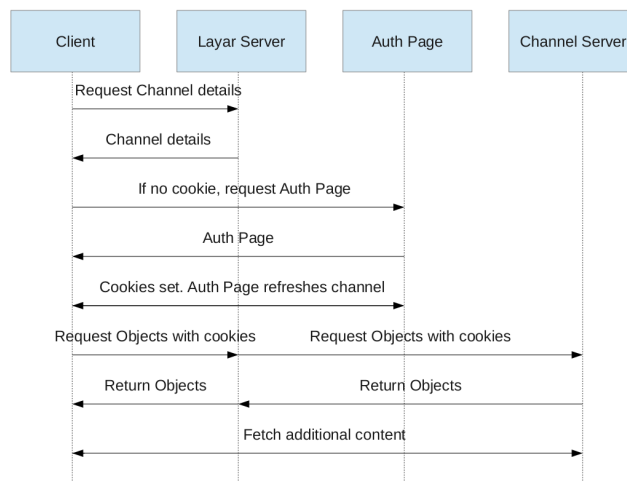 Client
Layar Server
Auth Page
Channel Server
Request Channel details
Channel details
If no cookie, request Auth Page
Auth Page
Cookies set. Auth Page refreshes channel
Request Objects with cookies
Request Objects with cookies
Return Objects
Return Objects
Fetch additional content